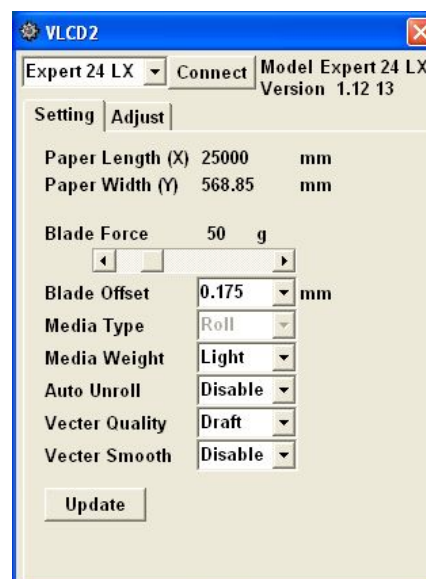 VLCD2
Expert 24 LX Connect Model Expert 24 LX
Version 1.12 13
Setting Adjust
Paper Length (X) 25000 mm
Paper Width (Y) 568.85 mm
Blade Force 50 g
Blade Offset 0.175 mm
Media Type Roll
Media Weight Light
Auto Unroll Disable
Vecter Quality Draft
Vecter Smooth Disable
Update